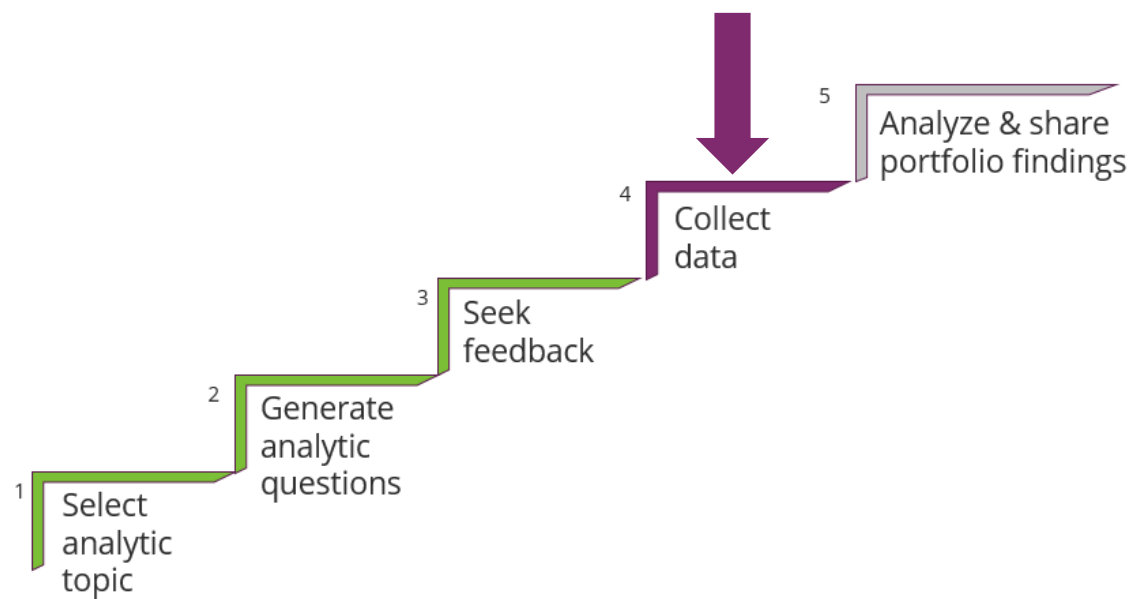 1
Select
analytic
topic
2
Generate
analytic
questions
3
Seek
feedback
4
Collect
data
5
Analyze & share
portfolio findings